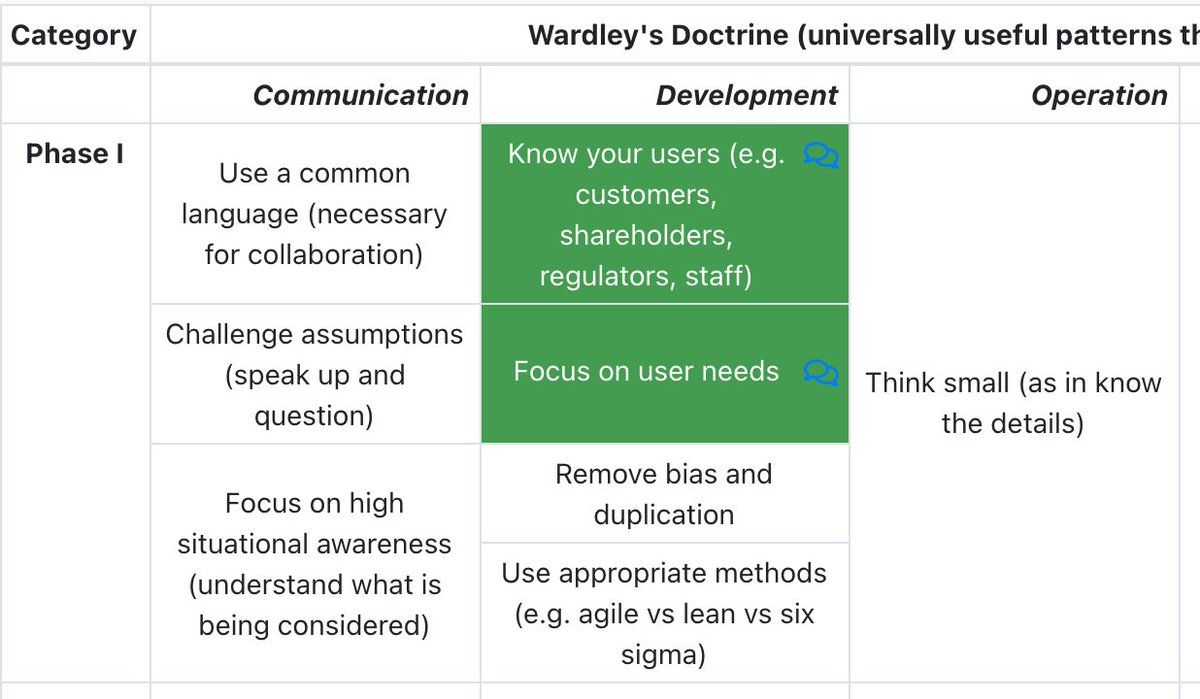 Category
Wardley's Doctrine (universally useful patterns
Communication
Development
Operation
Phase I
Use a common
language (necessary
for collaboration)
Know your users (e.g.
customers,
shareholders,
regulators, staff)
Think small (as in know
the details)
Challenge assumptions
(speak up and
question)
Focus on user needs
Focus on high
situational awareness
(understand what is
being considered)
Remove bias and
duplication
Use appropriate methods
(e.g. agile vs lean vs six
sigma)